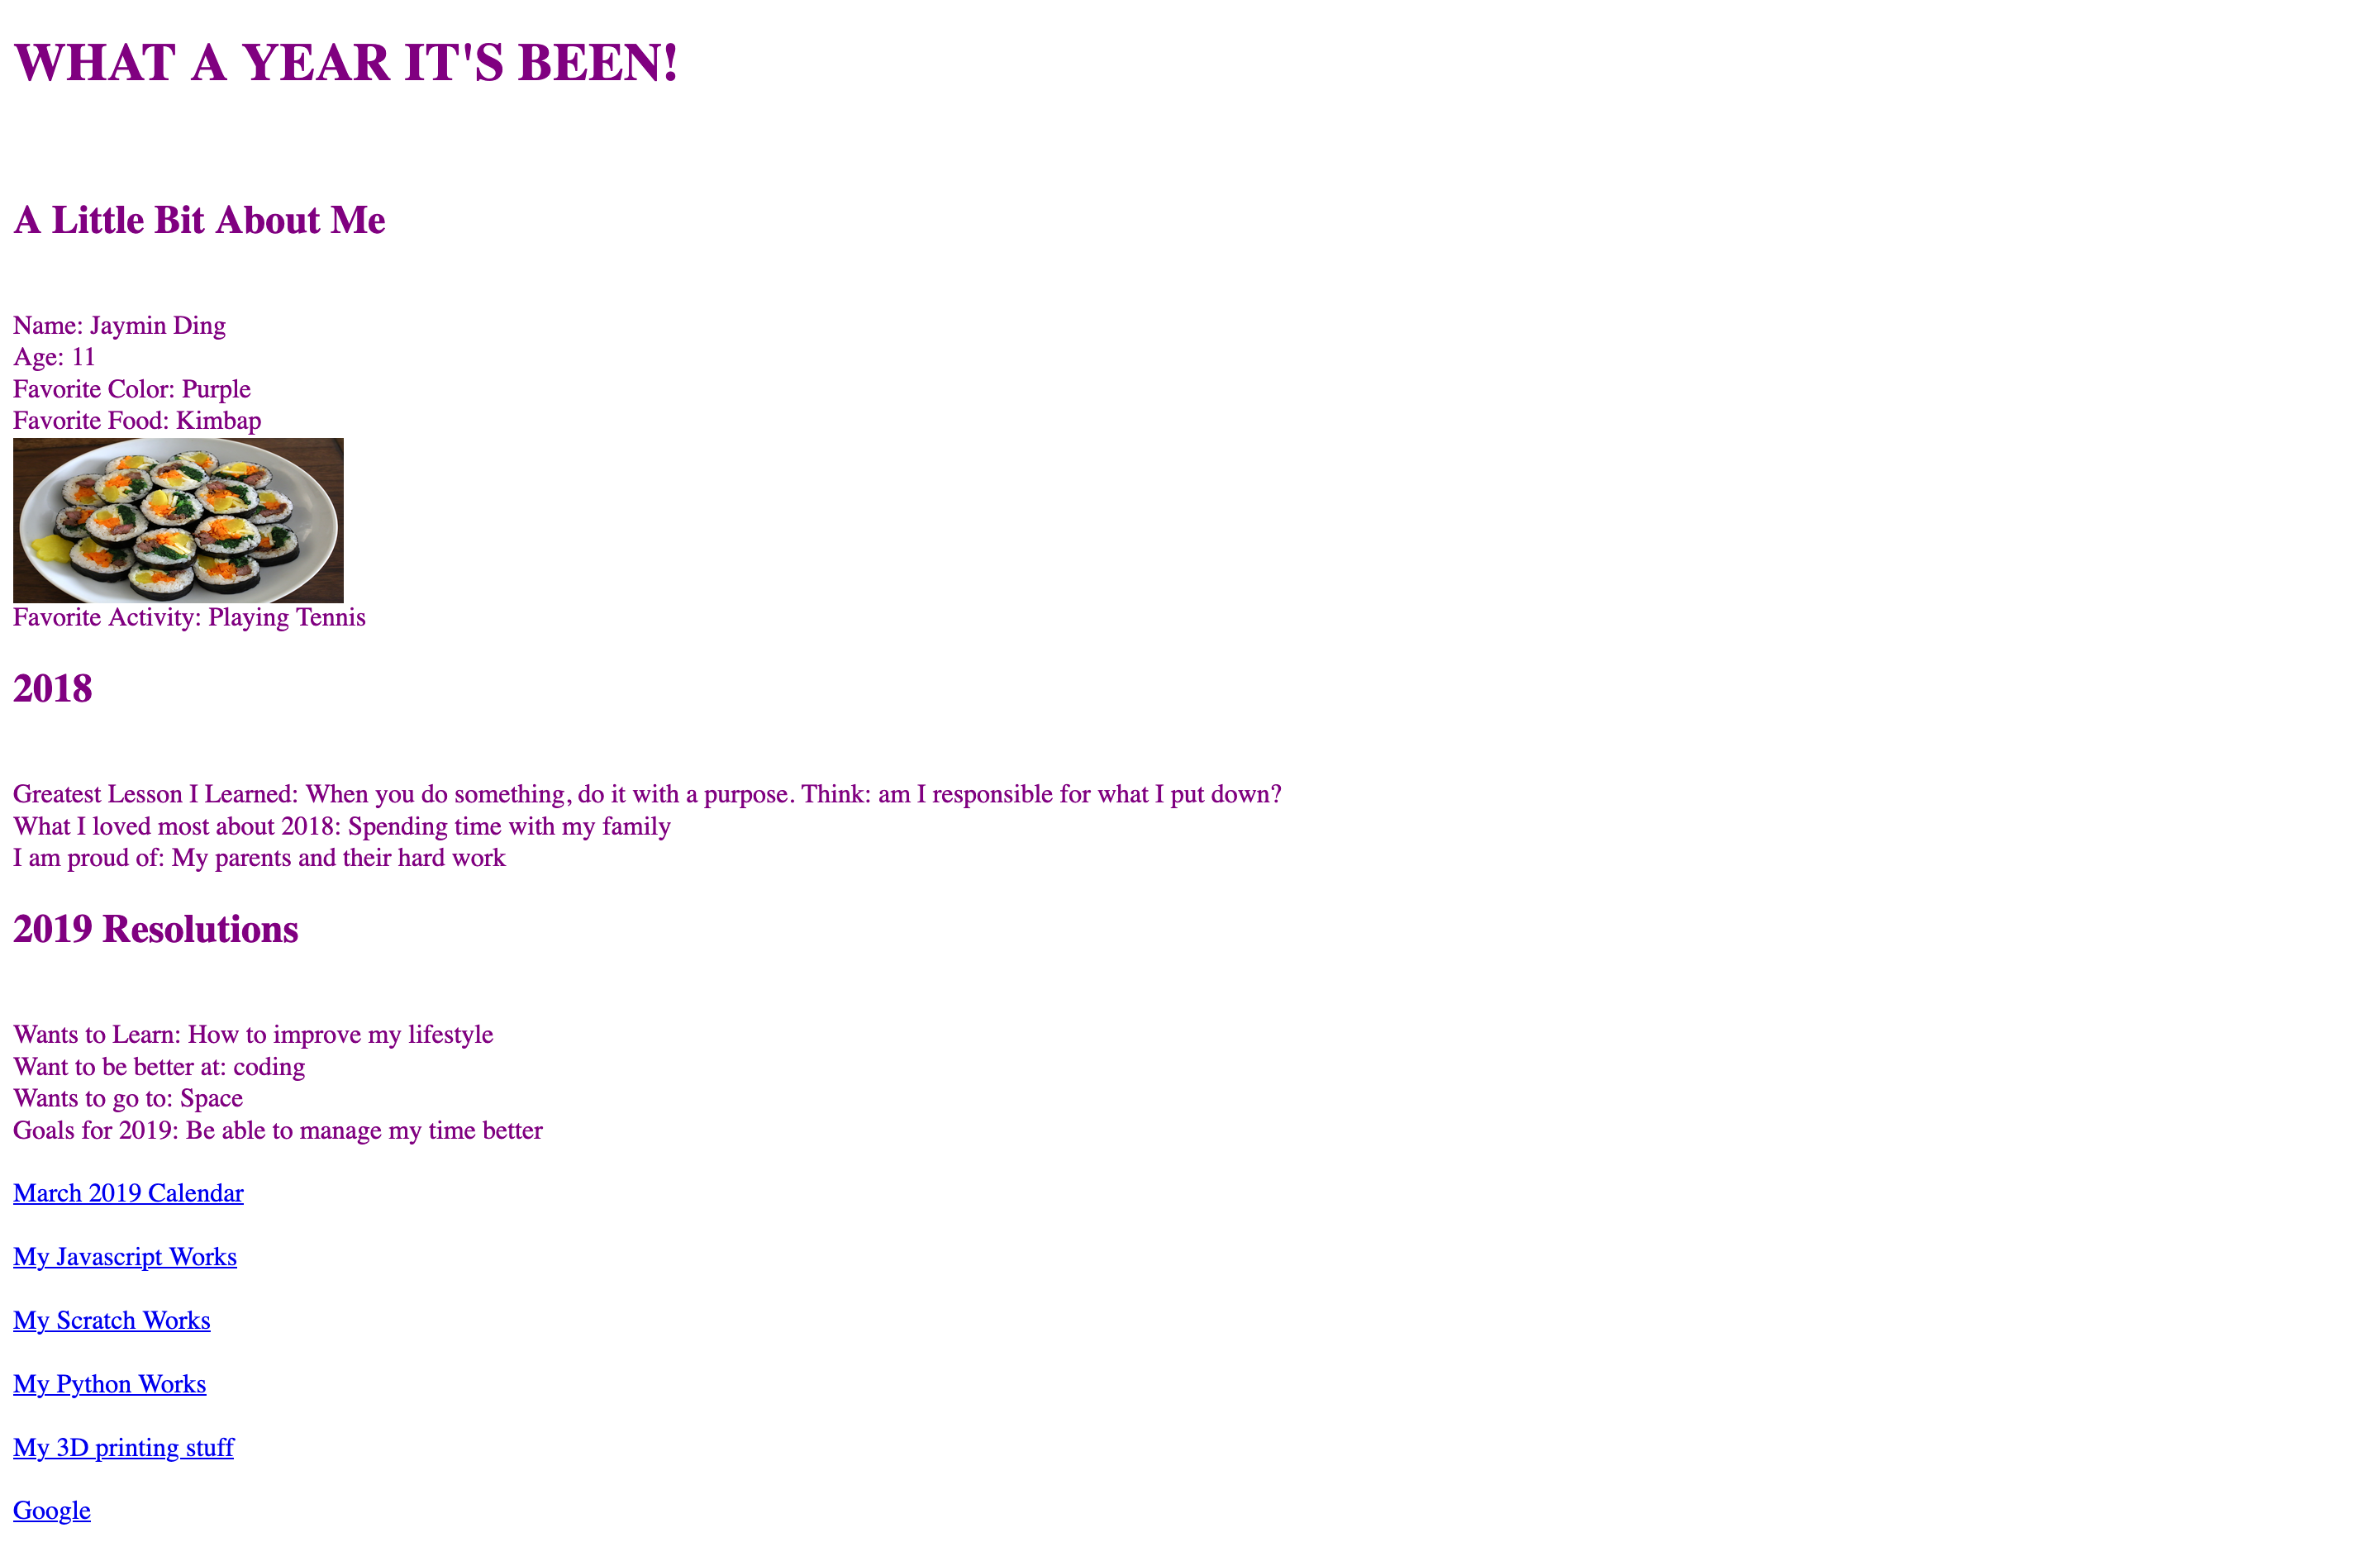 WHAT A YEAR IT'S BEEN!
A Little Bit About Me
Name: Jaymin Ding
Age: 11
Favorite Color: Purple
Favorite Food: Kimbap
Favorite Activity: Playing Tennis
2018
Greatest Lesson I Learned: When you do something, do it with a purpose. Think: am I responsible for what I put down?
What I loved most about 2018: Spending time with my family
I am proud of: My parents and their hard work
2019 Resolutions
Wants to Learn: How to improve my lifestyle
Want to be better at: coding
Wants to go to: Space
Goals for 2019: Be able to manage my time better
March 2019 Calendar
My Javascript Works
My Scratch Works
My Python Works
My 3D printing stuff
Google